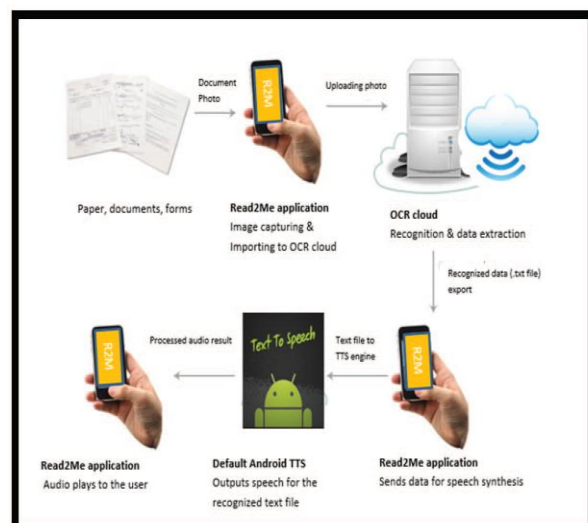 Document
Photo
Uploading photo
R2M
Paper, documents, forms
Read2Me application
Image capturing &
Importing to OCR cloud
OCR cloud
Recognition & data extraction
Recognized data (.txt file)
export
Processed audio result
Text To Speech
Text file to
TTS engine
R2M
R2M
Read2Me application
Audio plays to the user
Default Android TTS
Outputs speech for the
recognized text file
Read2Me application
Sends data for speech synthesis